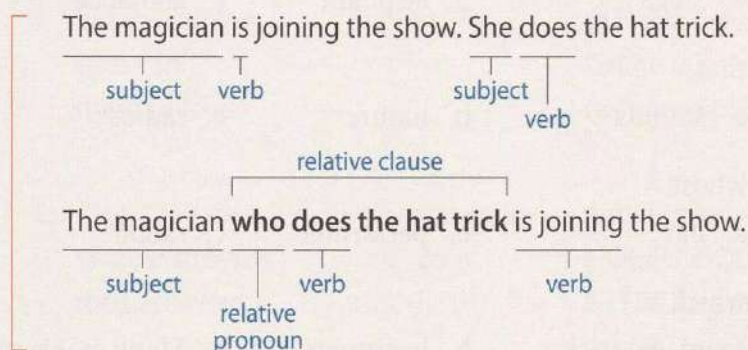 The magician is joining the show. She does the hat trick.
subject verb subject
verb
relative clause
The magician who does the hat trick is joining the show.
subject verb verb
relative
pronoun